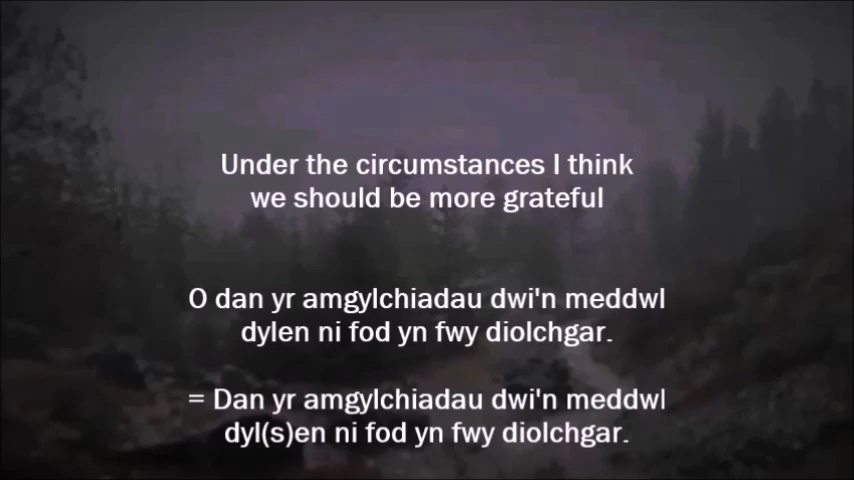 Under the circumstances I think
we should be more grateful
O dan yr amgylchiadau dwi'n meddwl
dylen ni fod yn fwy diolchgar.
= Dan yr amgylchiadau dwi'n meddwl
dyl(s)en ni fod yn fwy diolchgar.